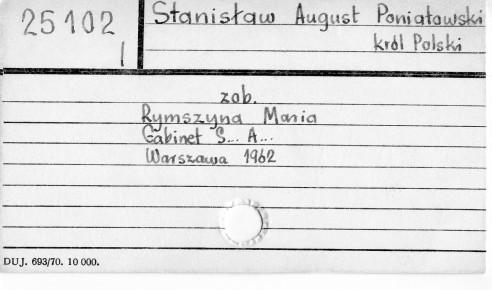 25102
I
Stanisław August Poniatowski
król Polski
zob.
Rymszyna Maria
Gabinet S... A...
Warszawa 1962
DUJ. 693/70. 10 000.